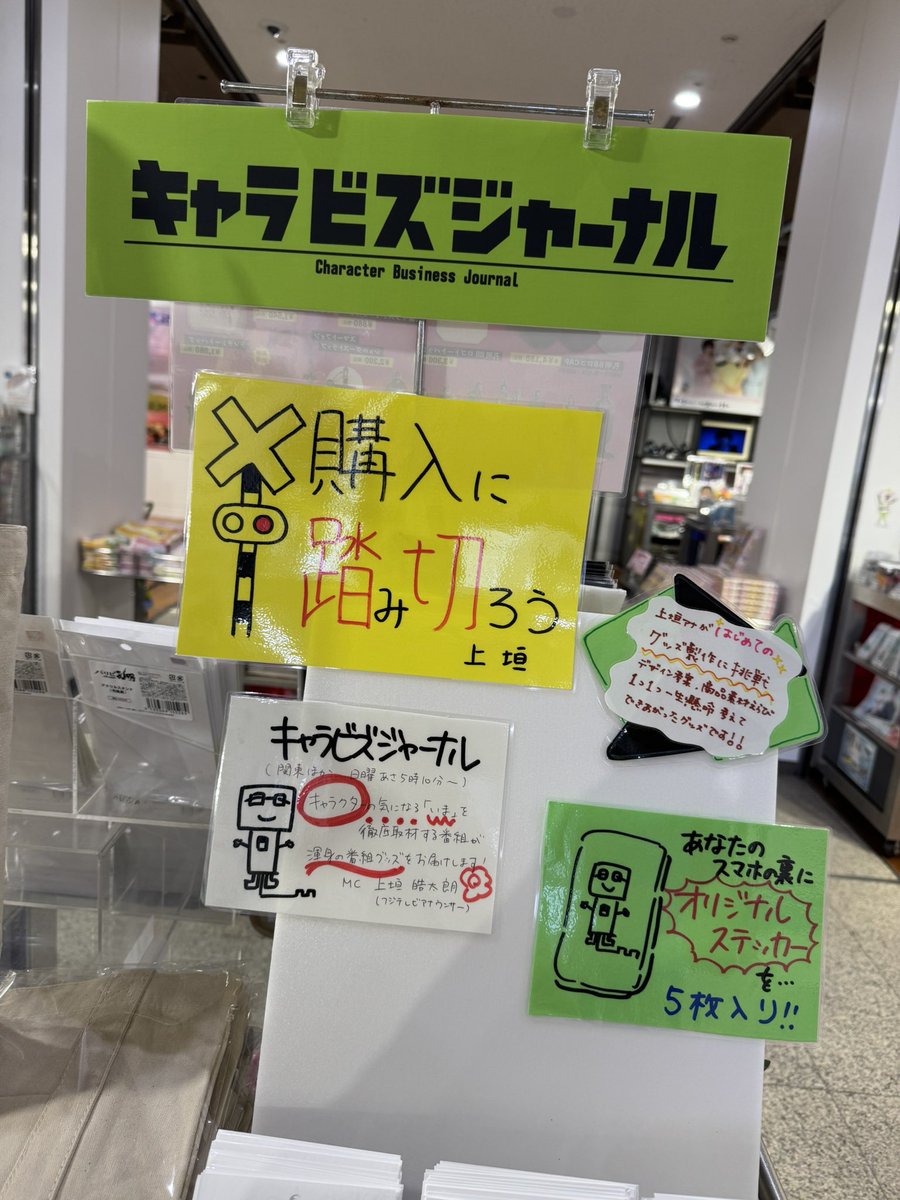 キャラビズジャーナル
Character Business Journal
購入に
踏み切ろう
上垣
上垣アナがはじめての
グッズ製作に挑戦
デザイン考案、商品素材えらび
1つ1つ一生懸命考えて
できあがったグッズです!!
キャラビズジャーナル
(関東ほか 日曜あさ5時10分~)
キャラクターの気になる「いま」を
徹底取材する番組が
渾身の番組グッズをお届けします!
MC 上垣 皓太朗
(フジテレビアナウンサー)
あなたの
スマホの裏に
オリジナル
ステッカー
を…
5枚入り!!